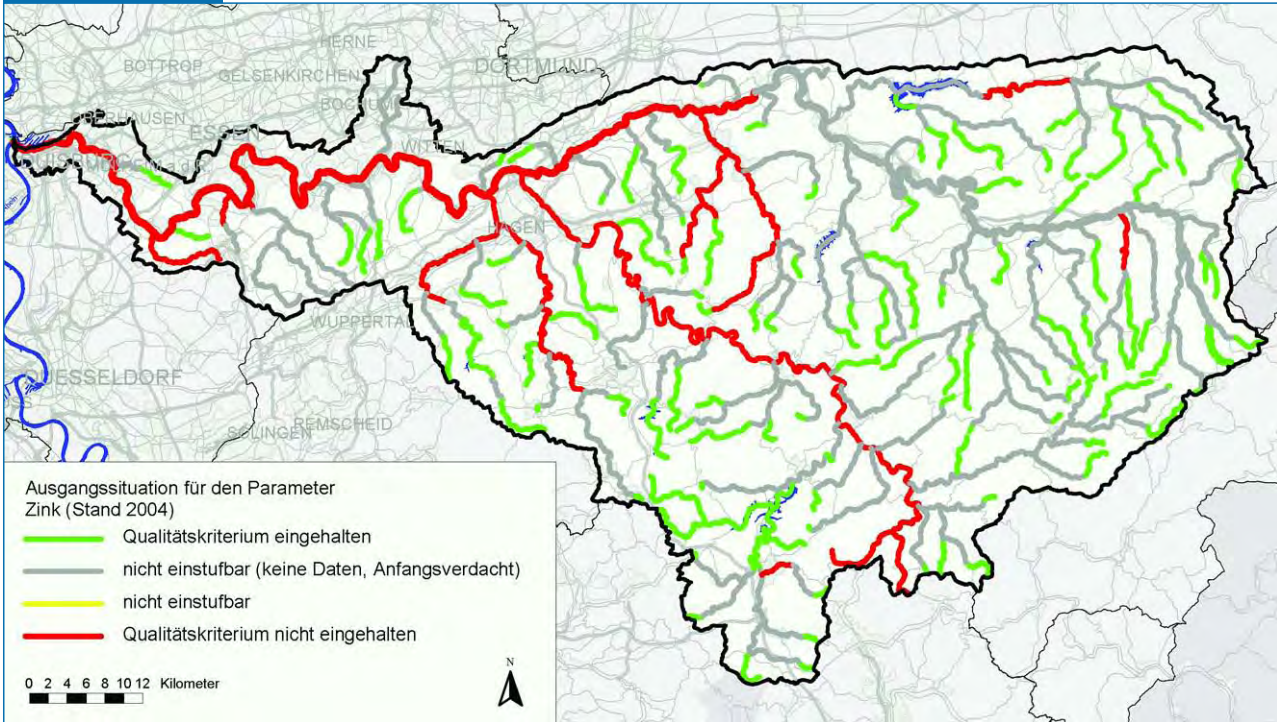 HERNE
BOTTROP
GELSENKIRCHEN
DORTMUND
BOCHUM
OBERHAUSEN
ESSEN
WITTEN
DUISBURG
HAGEN
WUPPERTAL
DUESSELDORF
REMSCHEID
SOLINGEN
Ausgangssituation für den Parameter
Zink (Stand 2004)
Qualitätskriterium eingehalten
nicht einstufbar (keine Daten, Anfangsverdacht)
nicht einstufbar
Qualitätskriterium nicht eingehalten
0 2 4 6 8 10 12 Kilometer
N